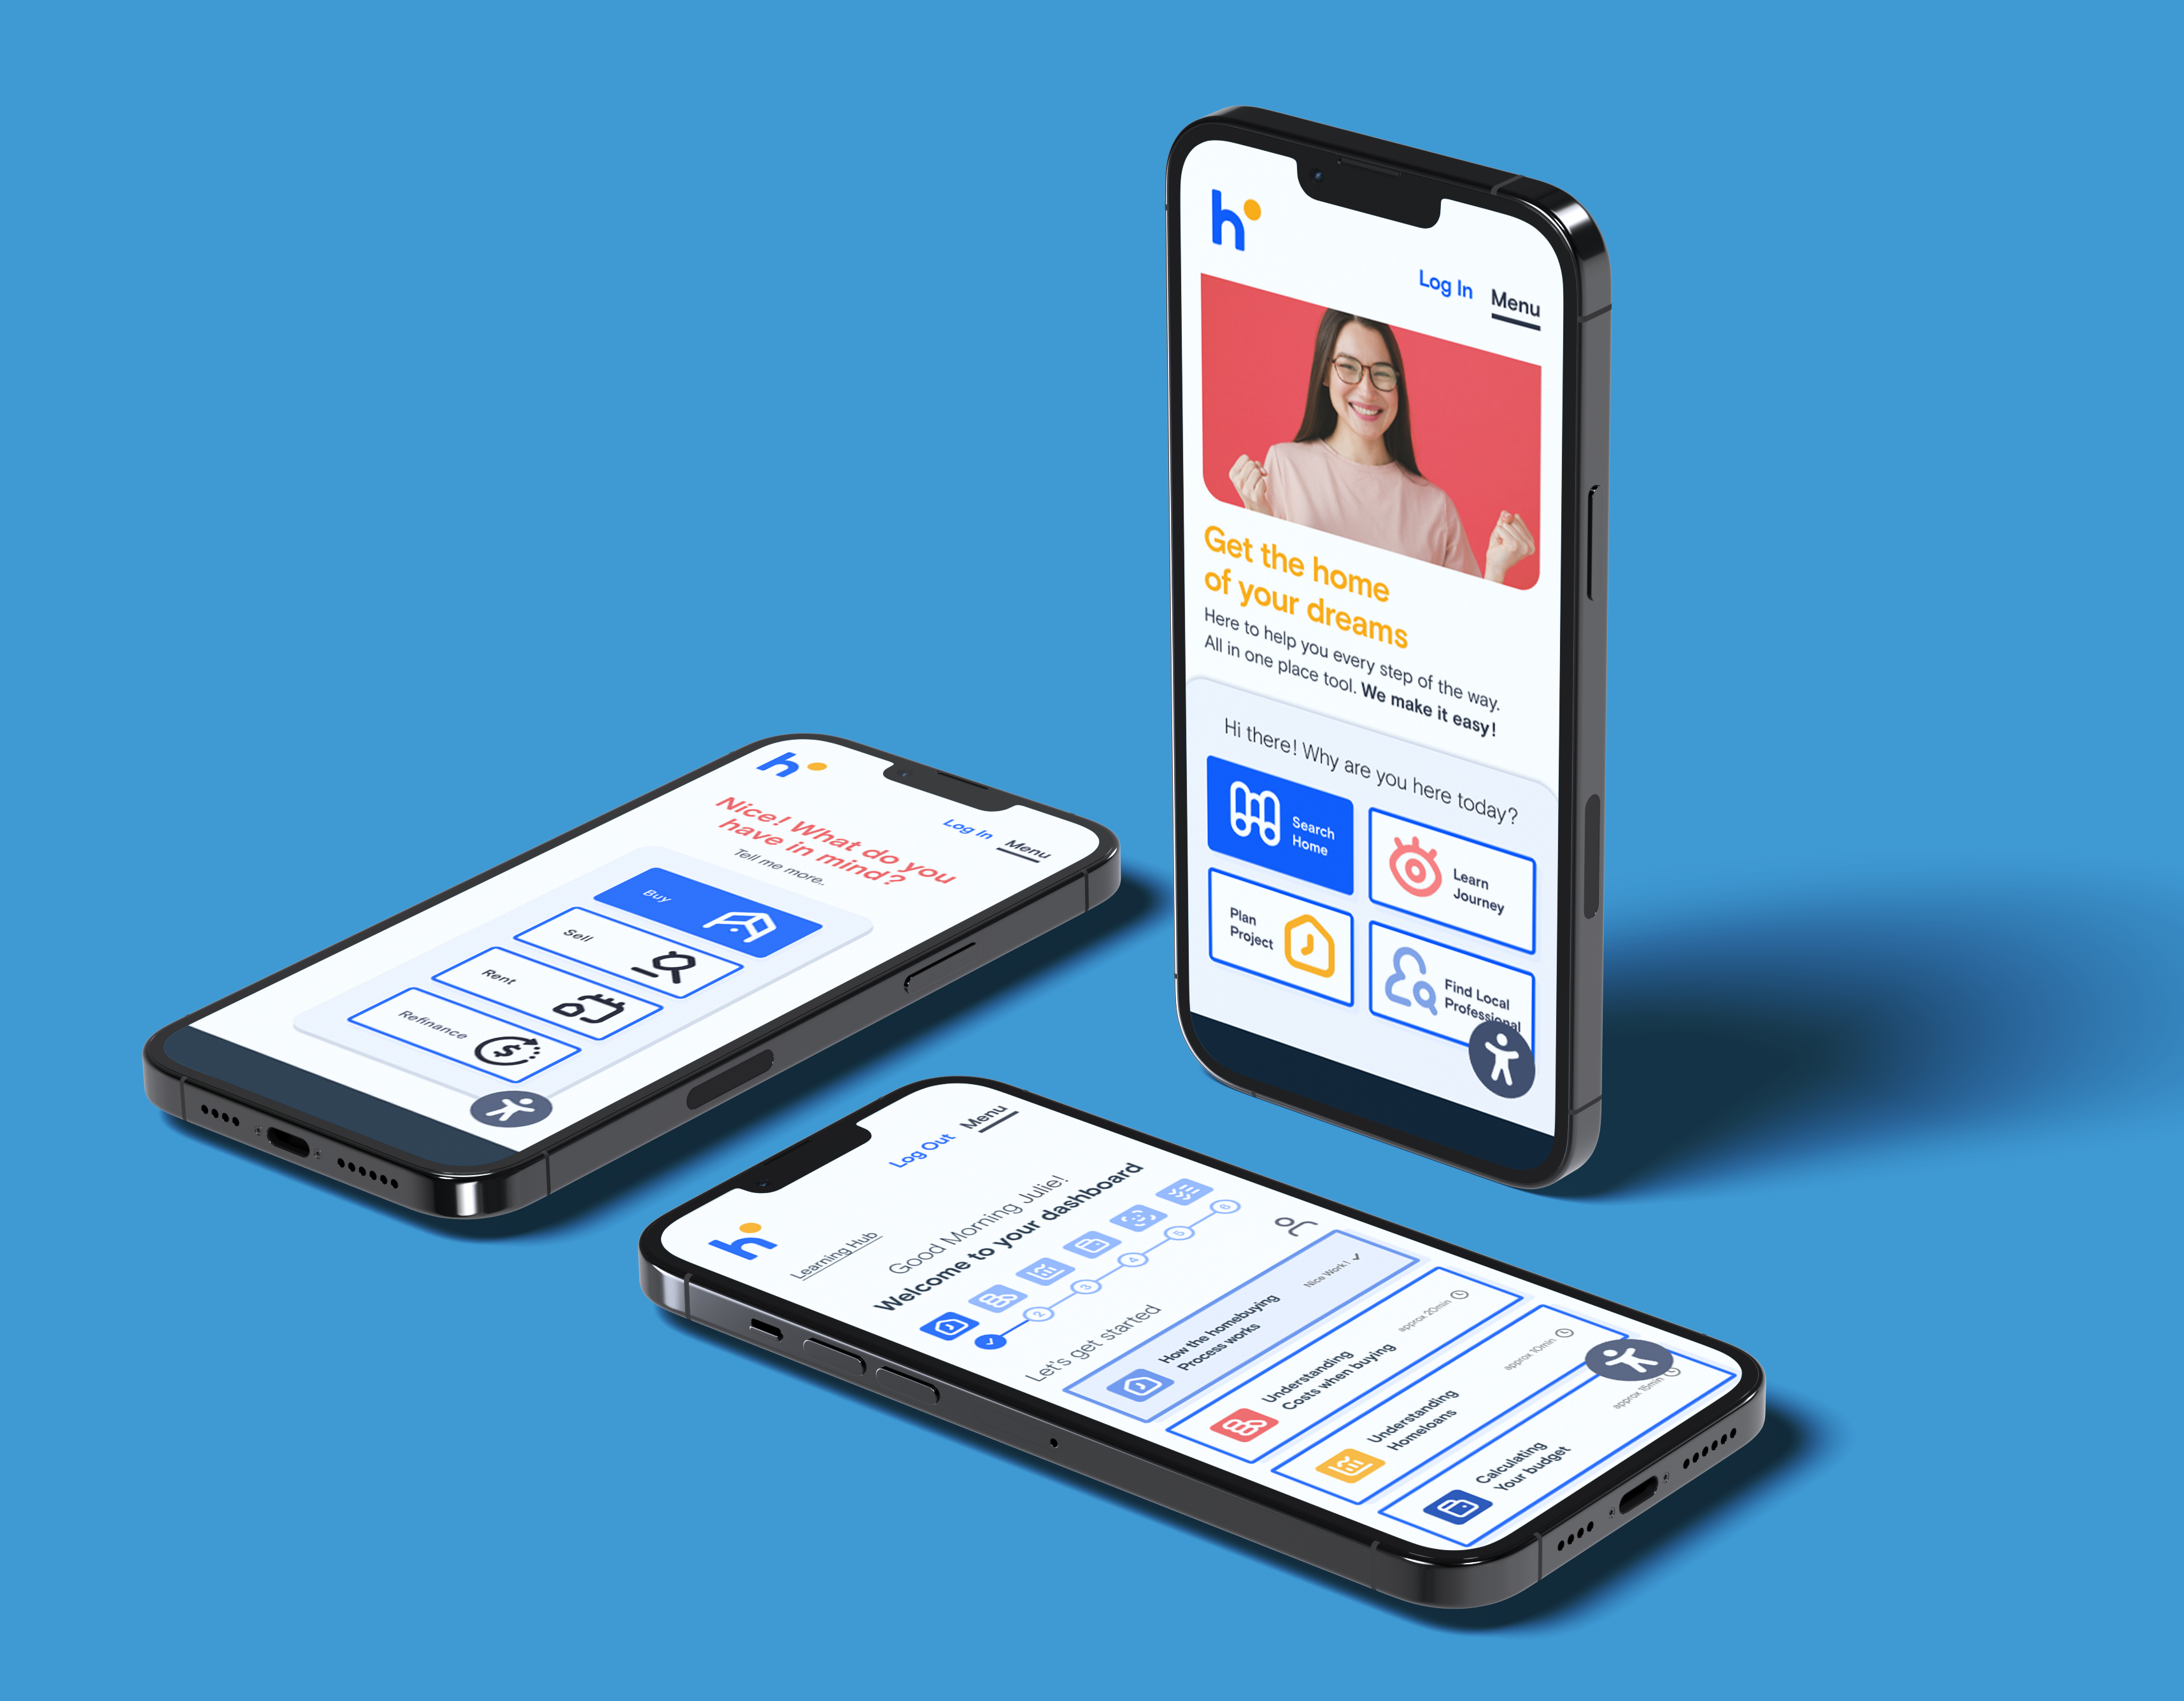 h
Log In
Menu
Get the home
of your dreams
Here to help you every step of the way.
All in one place tool. We make it easy!
Hi there! Why are you here today?
Search
Home
Learn
Journey
Plan
Project
Find Local
Professional
h
Log In
Menu
Nice! What do you
have in mind?
Tell me more..
Buy
Sell
Rent
Refinance
h
Log Out
Menu
Learning Hub
Good Morning Julie!
Welcome to your dashboard
2
3
4
5
6
Let's get started
How the homebuying
Process works
Nice Work!
Understanding
Costs when buying
approx 20min
Understanding
Homeloans
approx 10min
Calculating
Your budget
approx 15min